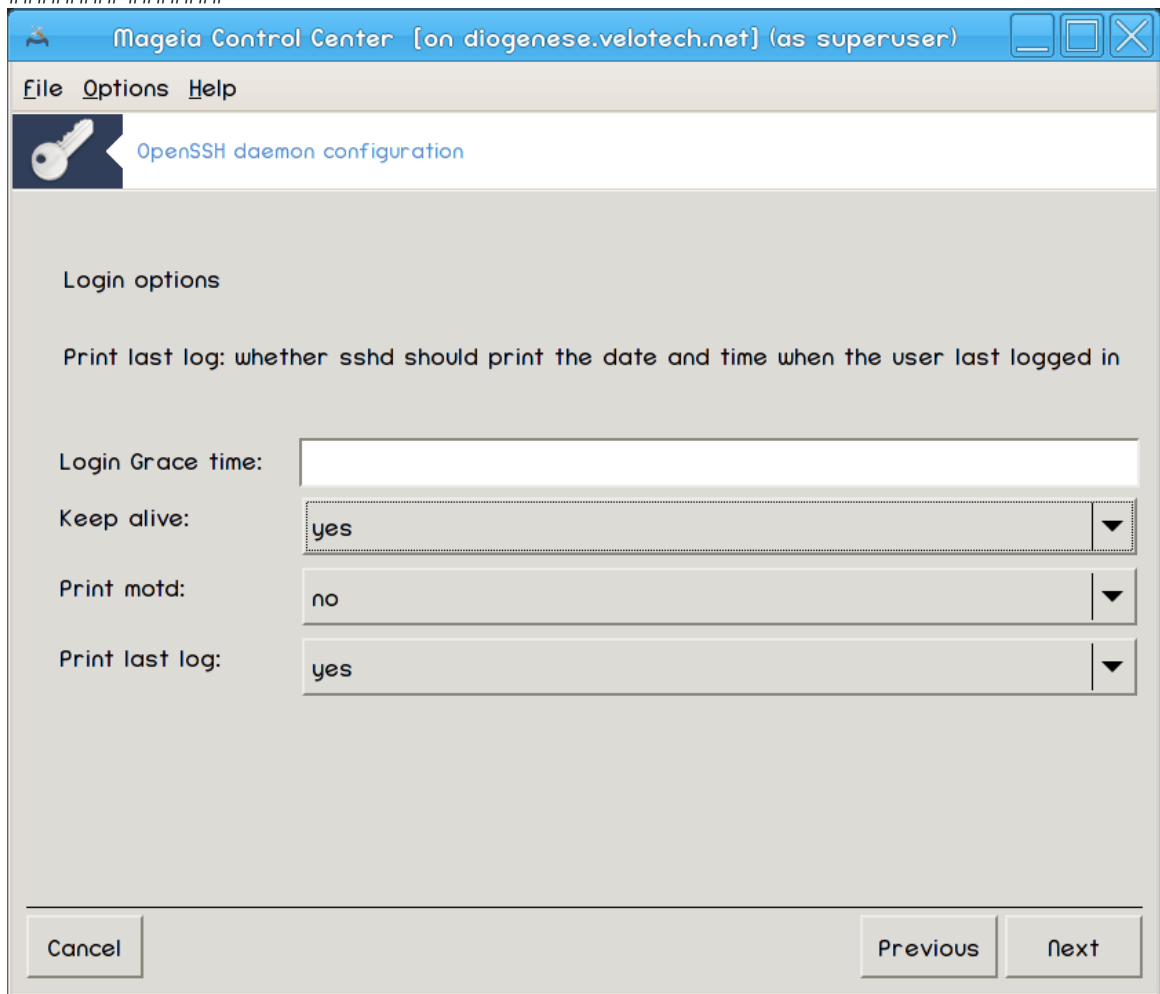 Mageia Control Center [on diogenese.velotech.net] (as superuser)
File Options Help
OpenSSH daemon configuration
Login options
Print last log: whether sshd should print the date and time when the user last logged in
Login Grace time:
Keep alive: yes
Print motd: no
Print last log: yes
Cancel Previous Next